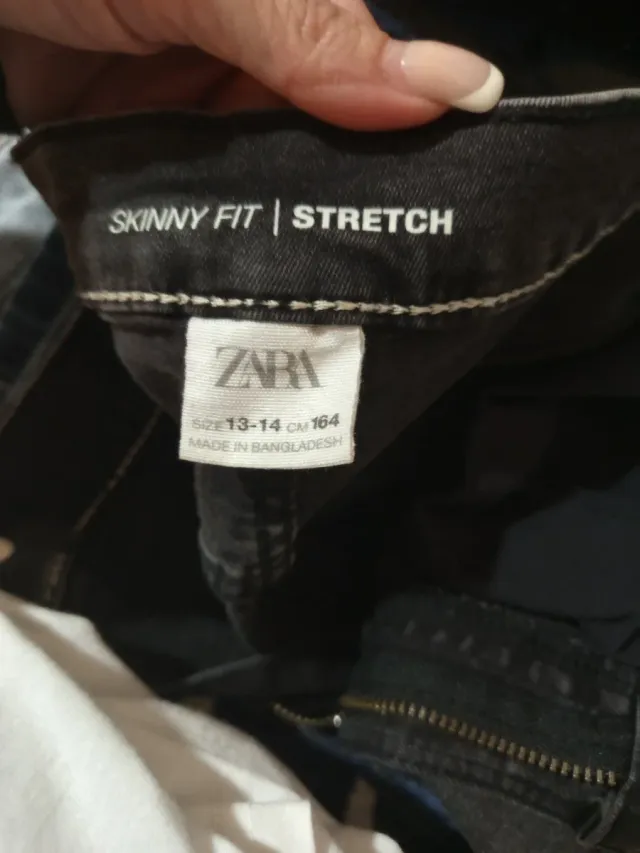 SKINNY FIT | STRETCH
ZARA
SIZE 13-14 CM 164
MADE IN BANGLADESH